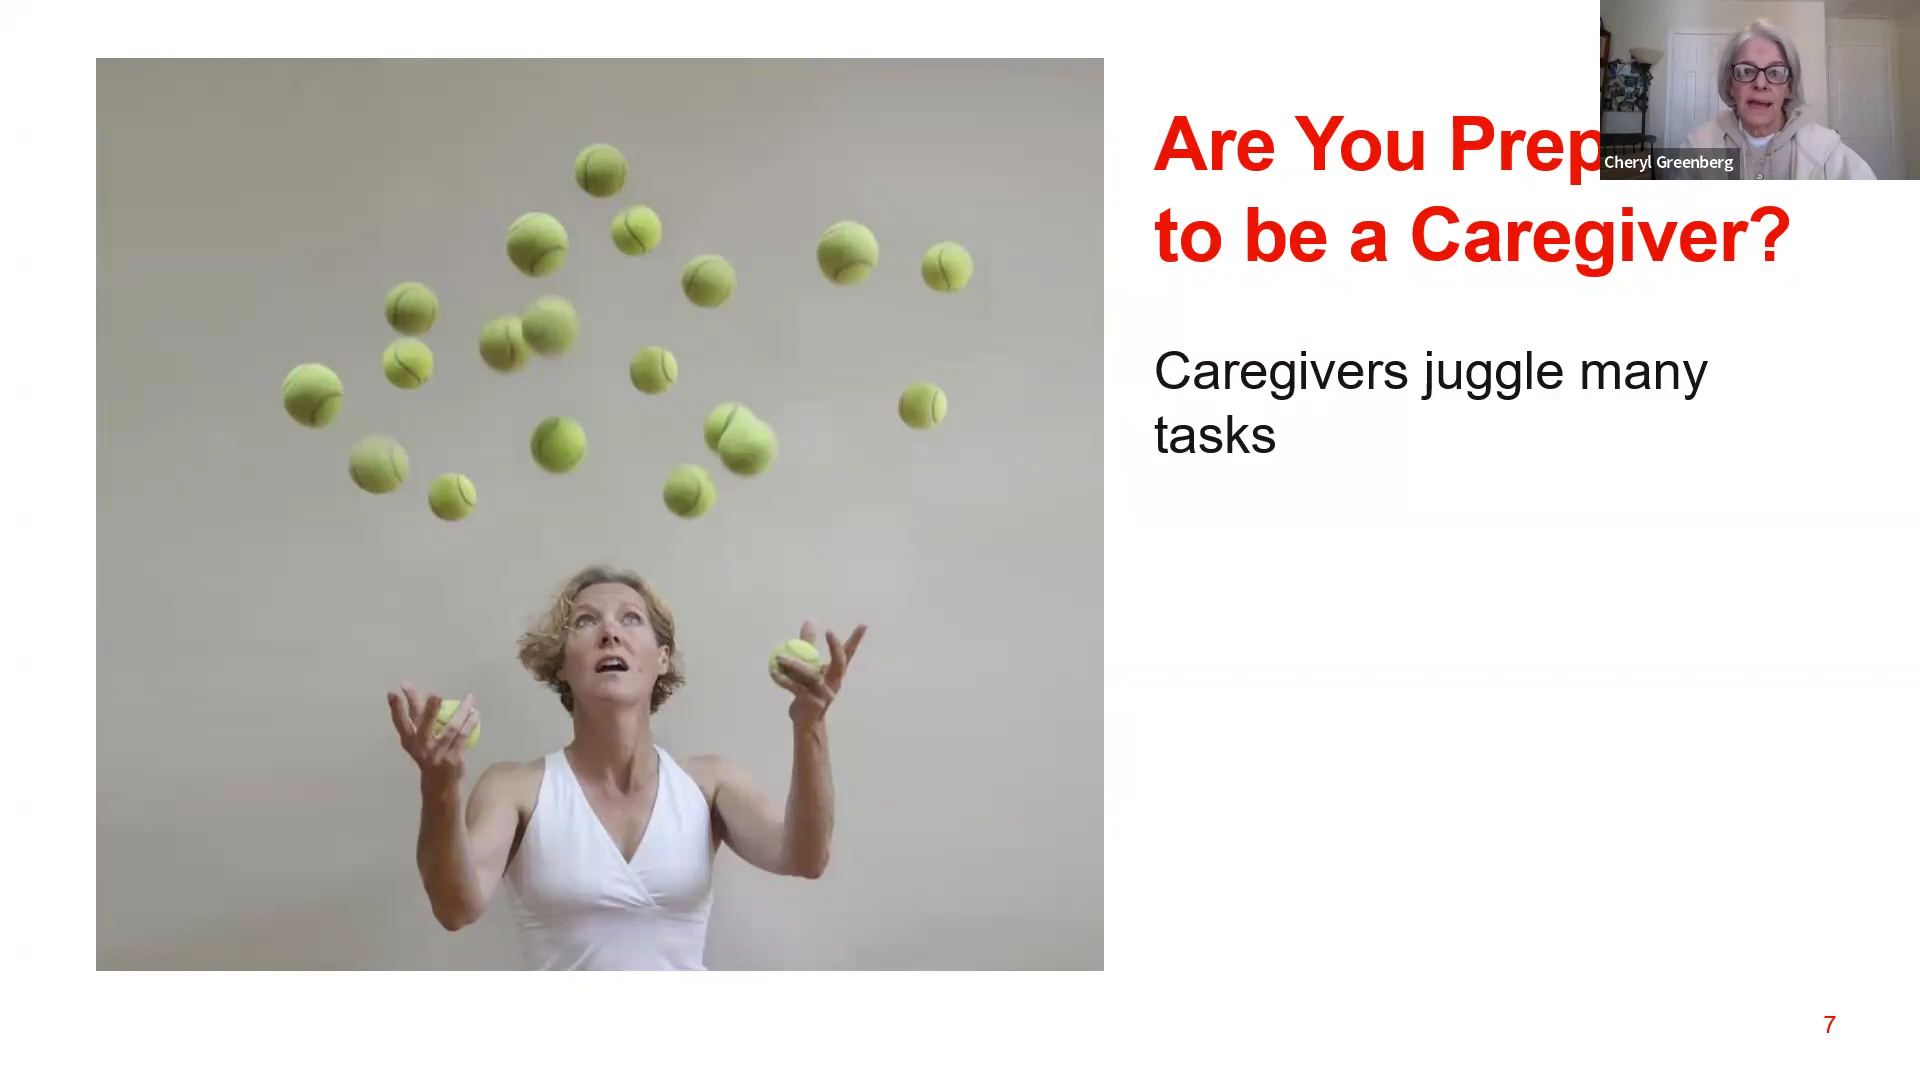 Are You Prep
to be a Caregiver?
Cheryl Greenberg
Caregivers juggle many
tasks
7